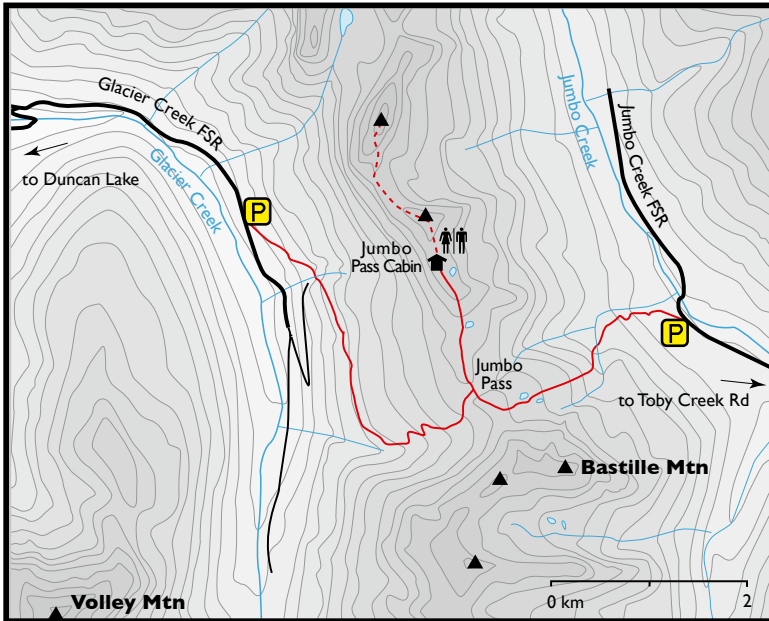 Glacier Creek FSR
Glacier Creek
to Duncan Lake
P
Jumbo
Pass Cabin
Jumbo Creek
Jumbo Creek FSR
P
Jumbo
Pass
to Toby Creek Rd
Bastille Mtn
Volley Mtn
0 km
2